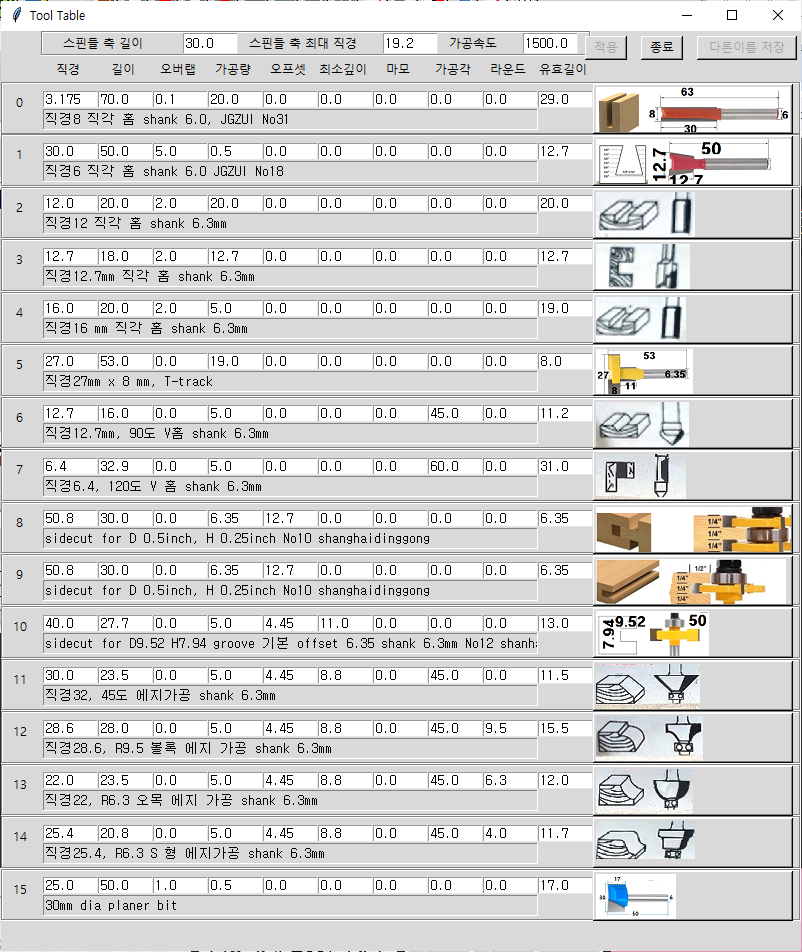 Tool Table
스핀들 축 길이 30.0 스핀들 축 최대 직경 19.2 가공속도 1500.0 적용 종료 다른이름 저장
직경 길이 오버랩 가공량 오프셋 최소깊이 마모 가공각 라운드 유효길이
0 3.175 70.0 0.1 20.0 0.0 0.0 0.0 0.0 0.0 29.0
직경8 직각 홈 shank 6.0, JGZUI No31
63
8
6
30
1 30.0 50.0 5.0 0.5 0.0 0.0 0.0 0.0 0.0 12.7
직경6 직각 홈 shank 6.0 JGZUI No18
50
12.7
12.7
2 12.0 20.0 2.0 20.0 0.0 0.0 0.0 0.0 0.0 20.0
직경12 직각 홈 shank 6.3mm
3 12.7 18.0 2.0 12.7 0.0 0.0 0.0 0.0 0.0 12.7
직경12.7mm 직각 홈 shank 6.3mm
4 16.0 20.0 2.0 5.0 0.0 0.0 0.0 0.0 0.0 19.0
직경16 mm 직각 홈 shank 6.3mm
5 27.0 53.0 0.0 19.0 0.0 0.0 0.0 0.0 0.0 8.0
직경27mm x 8 mm, T-track
53
27
6.35
8
11
6 12.7 16.0 0.0 5.0 0.0 0.0 0.0 45.0 0.0 11.2
직경12.7mm, 90도 V홈 shank 6.3mm
7 6.4 32.9 0.0 5.0 0.0 0.0 0.0 60.0 0.0 31.0
직경6.4, 120도 V 홈 shank 6.3mm
8 50.8 30.0 0.0 6.35 12.7 0.0 0.0 0.0 0.0 6.35
sidecut for D 0.5inch, H 0.25inch No10 shanghaidinggong
1/4"
1/4"
1/4"
9 50.8 30.0 0.0 6.35 12.7 0.0 0.0 0.0 0.0 6.35
sidecut for D 0.5inch, H 0.25inch No10 shanghaidinggong
1/2"
1/4"
1/4"
10 40.0 27.7 0.0 5.0 4.45 11.0 0.0 0.0 0.0 13.0
sidecut for D9.52 H7.94 groove 기본 offset 6.35 shank 6.3mm No12 shanh
9.52
50
7.94
11 30.0 23.5 0.0 5.0 4.45 8.8 0.0 45.0 0.0 11.5
직경32, 45도 에지가공 shank 6.3mm
12 28.6 28.0 0.0 5.0 4.45 8.8 0.0 45.0 9.5 15.5
직경28.6, R9.5 볼록 에지 가공 shank 6.3mm
13 22.0 23.5 0.0 5.0 4.45 8.8 0.0 45.0 6.3 12.0
직경22, R6.3 오목 에지 가공 shank 6.3mm
14 25.4 20.8 0.0 5.0 4.45 8.8 0.0 45.0 4.0 11.7
직경25.4, R6.3 S 형 에지가공 shank 6.3mm
15 25.0 50.0 1.0 0.5 0.0 0.0 0.0 0.0 0.0 17.0
30mm dia planer bit
17
30
6
50